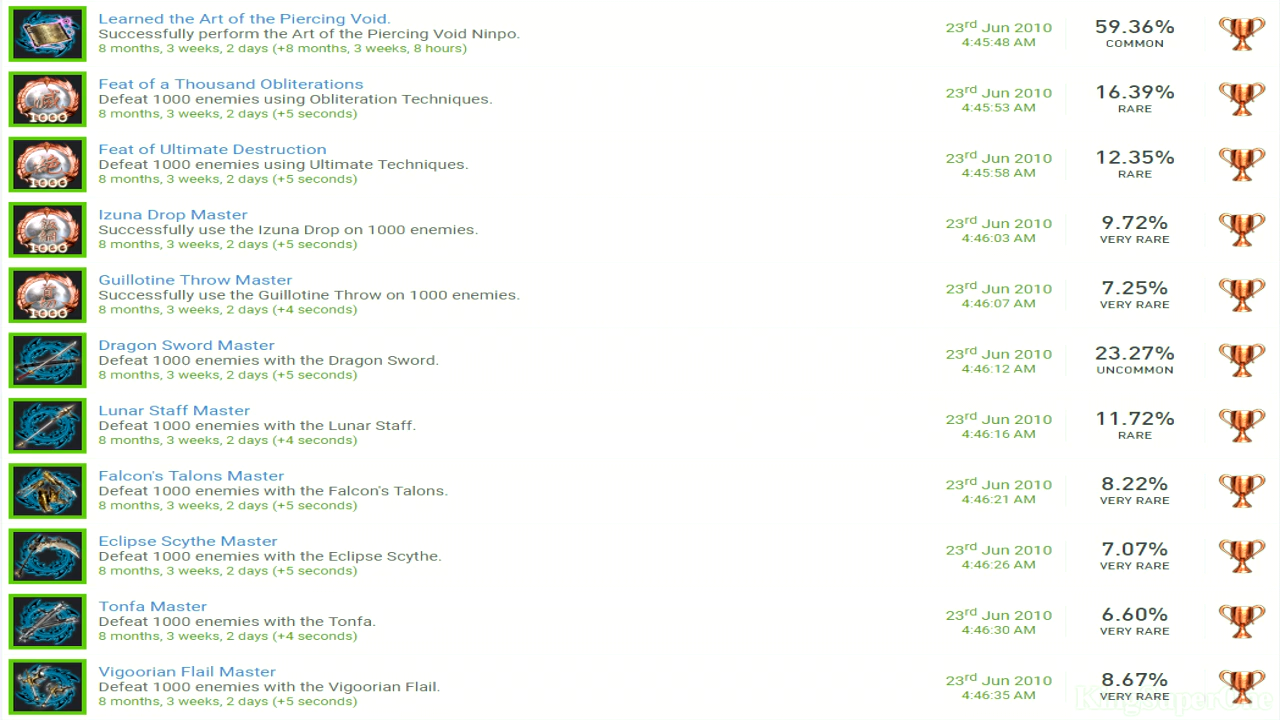 Learned the Art of the Piercing Void.
Successfully perform the Art of the Piercing Void Ninpo.
8 months, 3 weeks, 2 days (+8 months, 3 weeks, 8 hours)
23rd Jun 2010
4:45:48 AM
59.36%
COMMON
Feat of a Thousand Obliterations
Defeat 1000 enemies using Obliteration Techniques.
8 months, 3 weeks, 2 days (+5 seconds)
23rd Jun 2010
4:45:53 AM
16.39%
RARE
1000
Feat of Ultimate Destruction
Defeat 1000 enemies using Ultimate Techniques.
8 months, 3 weeks, 2 days (+5 seconds)
23rd Jun 2010
4:45:58 AM
12.35%
RARE
1000
Izuna Drop Master
Successfully use the Izuna Drop on 1000 enemies.
8 months, 3 weeks, 2 days (+5 seconds)
23rd Jun 2010
4:46:03 AM
9.72%
VERY RARE
1000
Guillotine Throw Master
Successfully use the Guillotine Throw on 1000 enemies.
8 months, 3 weeks, 2 days (+4 seconds)
23rd Jun 2010
4:46:07 AM
7.25%
VERY RARE
1000
Dragon Sword Master
Defeat 1000 enemies with the Dragon Sword.
8 months, 3 weeks, 2 days (+5 seconds)
23rd Jun 2010
4:46:12 AM
23.27%
UNCOMMON
Lunar Staff Master
Defeat 1000 enemies with the Lunar Staff.
8 months, 3 weeks, 2 days (+4 seconds)
23rd Jun 2010
4:46:16 AM
11.72%
RARE
Falcon's Talons Master
Defeat 1000 enemies with the Falcon's Talons.
8 months, 3 weeks, 2 days (+5 seconds)
23rd Jun 2010
4:46:21 AM
8.22%
VERY RARE
Eclipse Scythe Master
Defeat 1000 enemies with the Eclipse Scythe.
8 months, 3 weeks, 2 days (+5 seconds)
23rd Jun 2010
4:46:26 AM
7.07%
VERY RARE
Tonfa Master
Defeat 1000 enemies with the Tonfa.
8 months, 3 weeks, 2 days (+4 seconds)
23rd Jun 2010
4:46:30 AM
6.60%
VERY RARE
Vigoorian Flail Master
Defeat 1000 enemies with the Vigoorian Flail.
8 months, 3 weeks, 2 days (+5 seconds)
23rd Jun 2010
4:46:35 AM
8.67%
VERY RARE